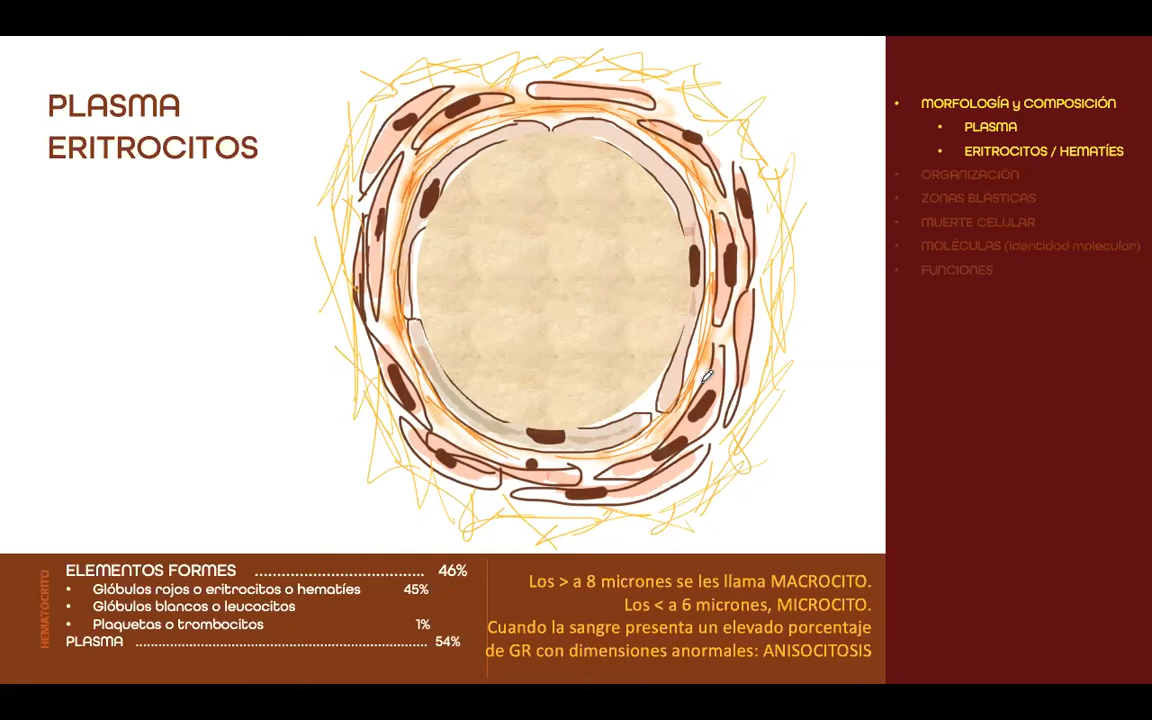 PLASMA
ERITROCITOS
MORFOLOGÍA y COMPOSICIÓN
PLASMA
ERITROCITOS / HEMATÍES
ORGANIZACIÓN
ZONAS BLÁSTICAS
MUERTE CELULAR
MOLÉCULAS (identidad molecular)
FUNCIONES
HEMATOCRITO
ELEMENTOS FORMES ........................................ 46%
Glóbulos rojos o eritrocitos o hematíes 45%
Glóbulos blancos o leucocitos
Plaquetas o trombocitos 1%
PLASMA ........................................................................ 54%
Los > a 8 micrones se les llama MACROCITO.
Los < a 6 micrones, MICROCITO.
Cuando la sangre presenta un elevado porcentaje
de GR con dimensiones anormales: ANISOCITOSIS